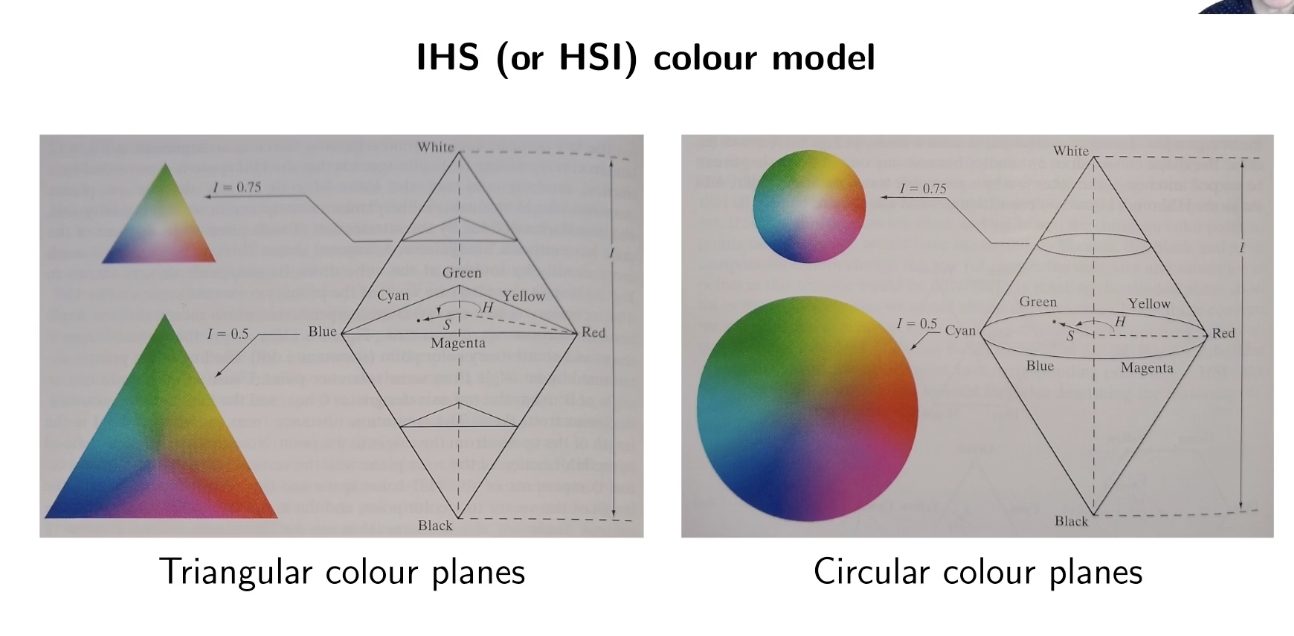 IHS (or HSI) colour model
White
I = 0.75
I
Green
Cyan
Yellow
H
S
I = 0.5
Blue
Red
Magenta
Black
White
I = 0.75
I
Green
Yellow
I = 0.5
Cyan
H
S
Red
Blue
Magenta
Black
Triangular colour planes
Circular colour planes